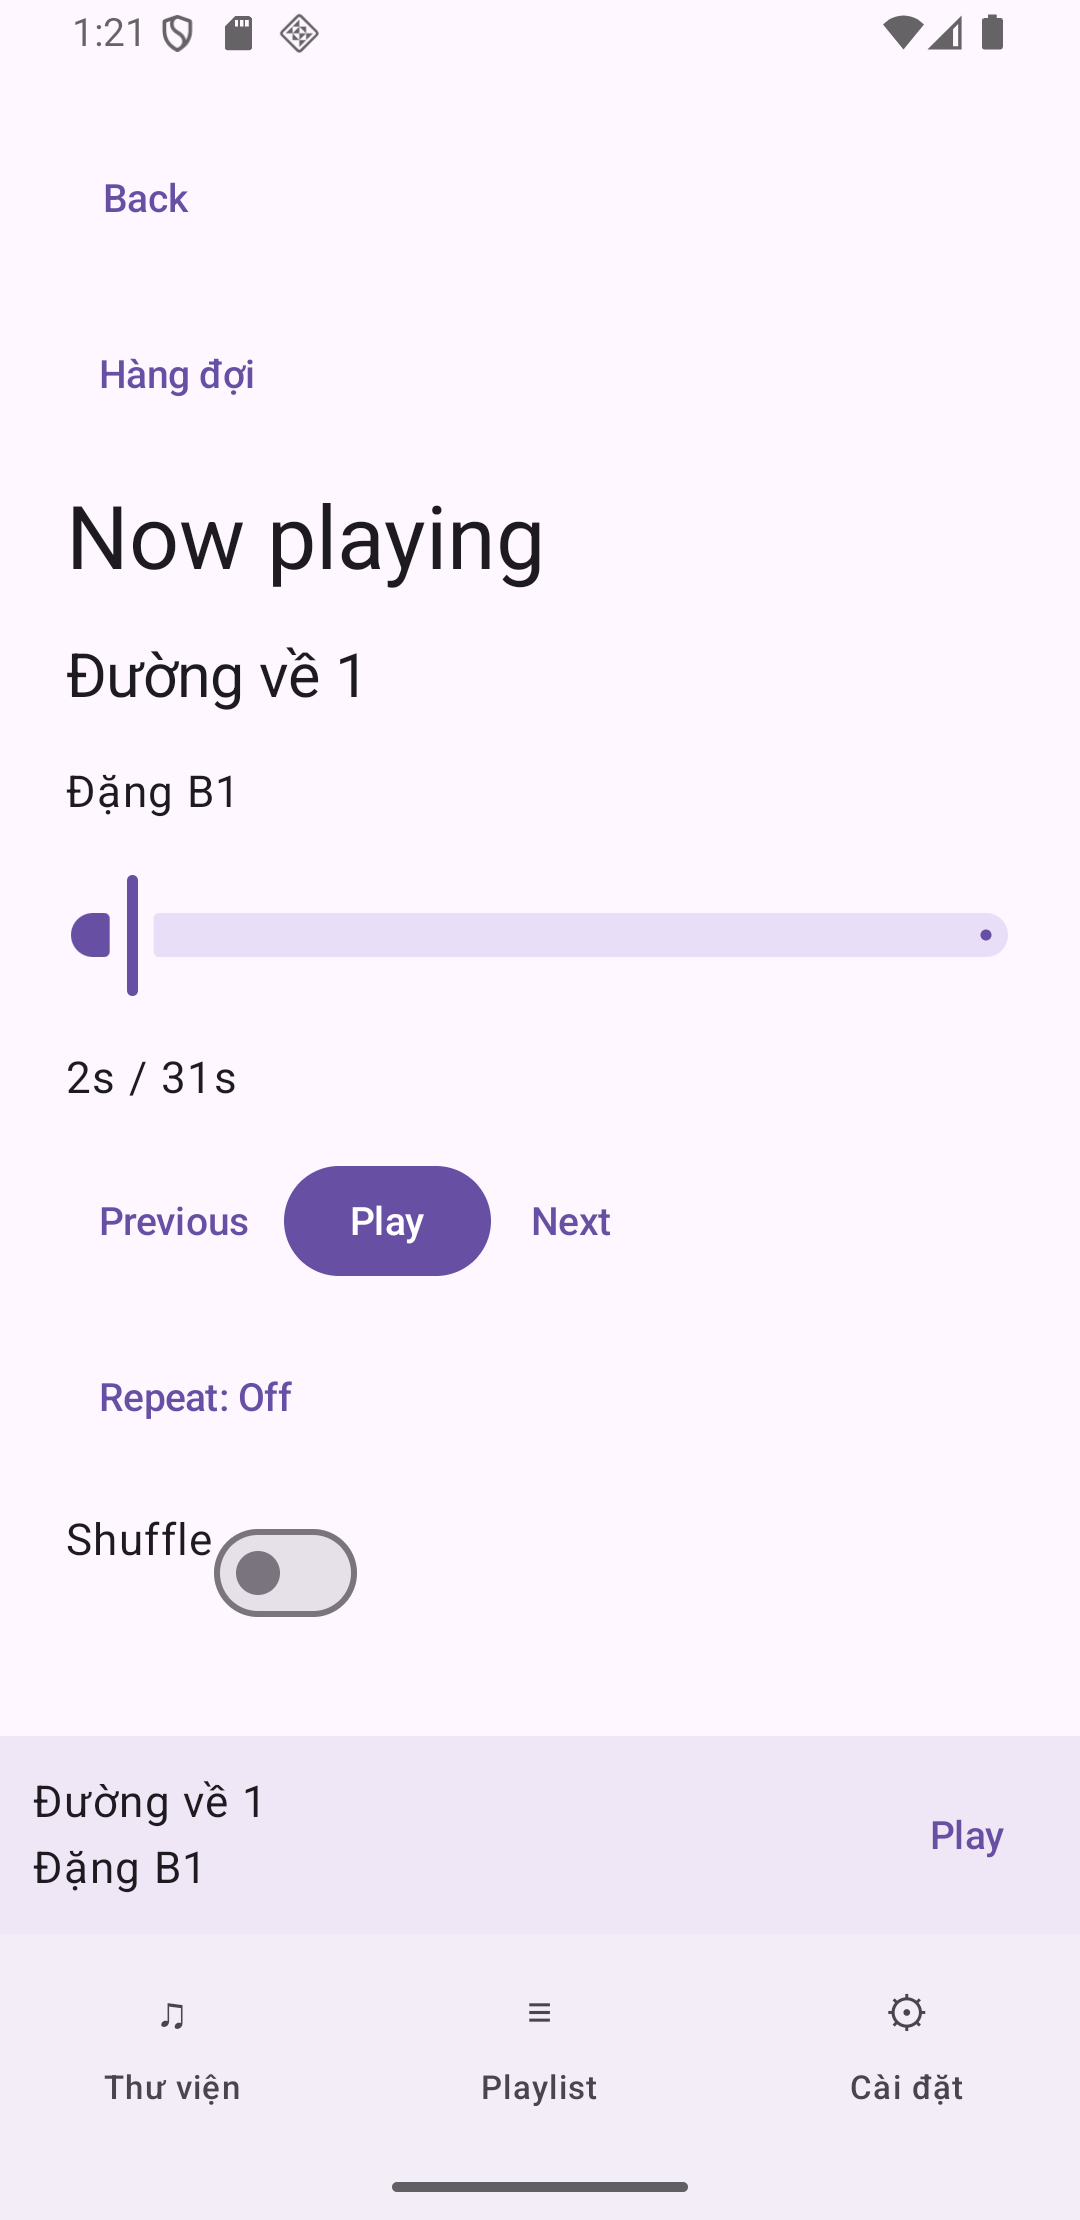 1:21
Back
Hàng đợi
Now playing
Đường về 1
Đặng B1
2s / 31s
Previous
Play
Next
Repeat: Off
Shuffle
Đường về 1
Đặng B1
Play
Thư viện
Playlist
Cài đặt